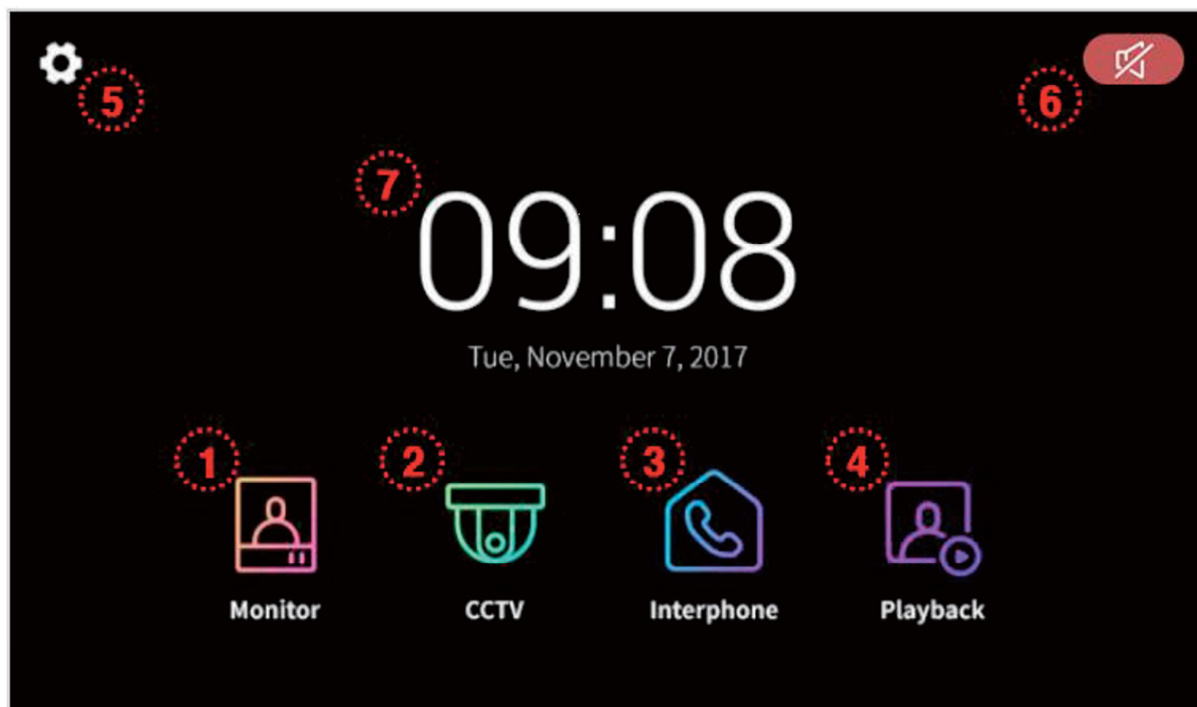 5
6
7
09:08
Tue, November 7, 2017
1
2
3
4
Monitor
CCTV
Interphone
Playback